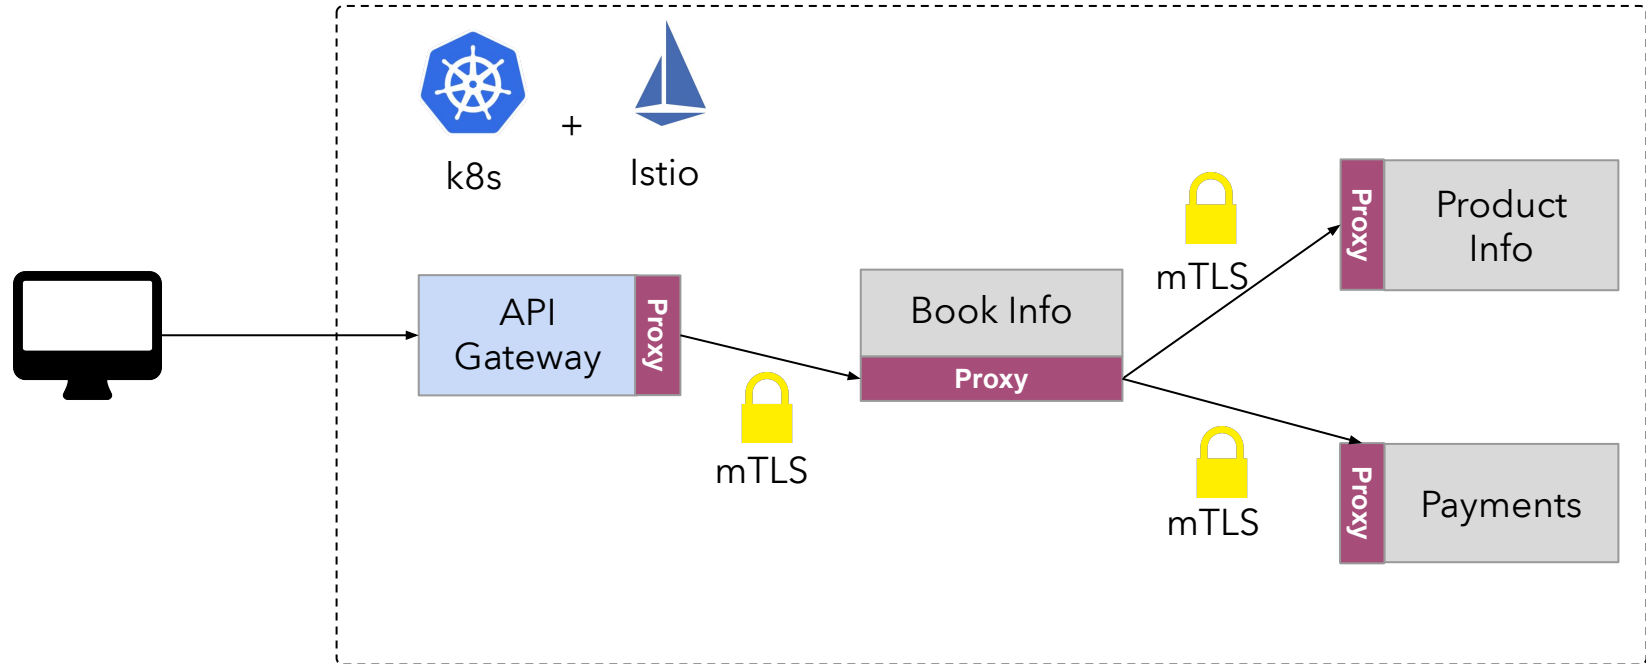 k8s
+
Istio
API
Gateway
Proxy
mTLS
Book Info
Proxy
mTLS
Proxy
Product
Info
mTLS
Proxy
Payments